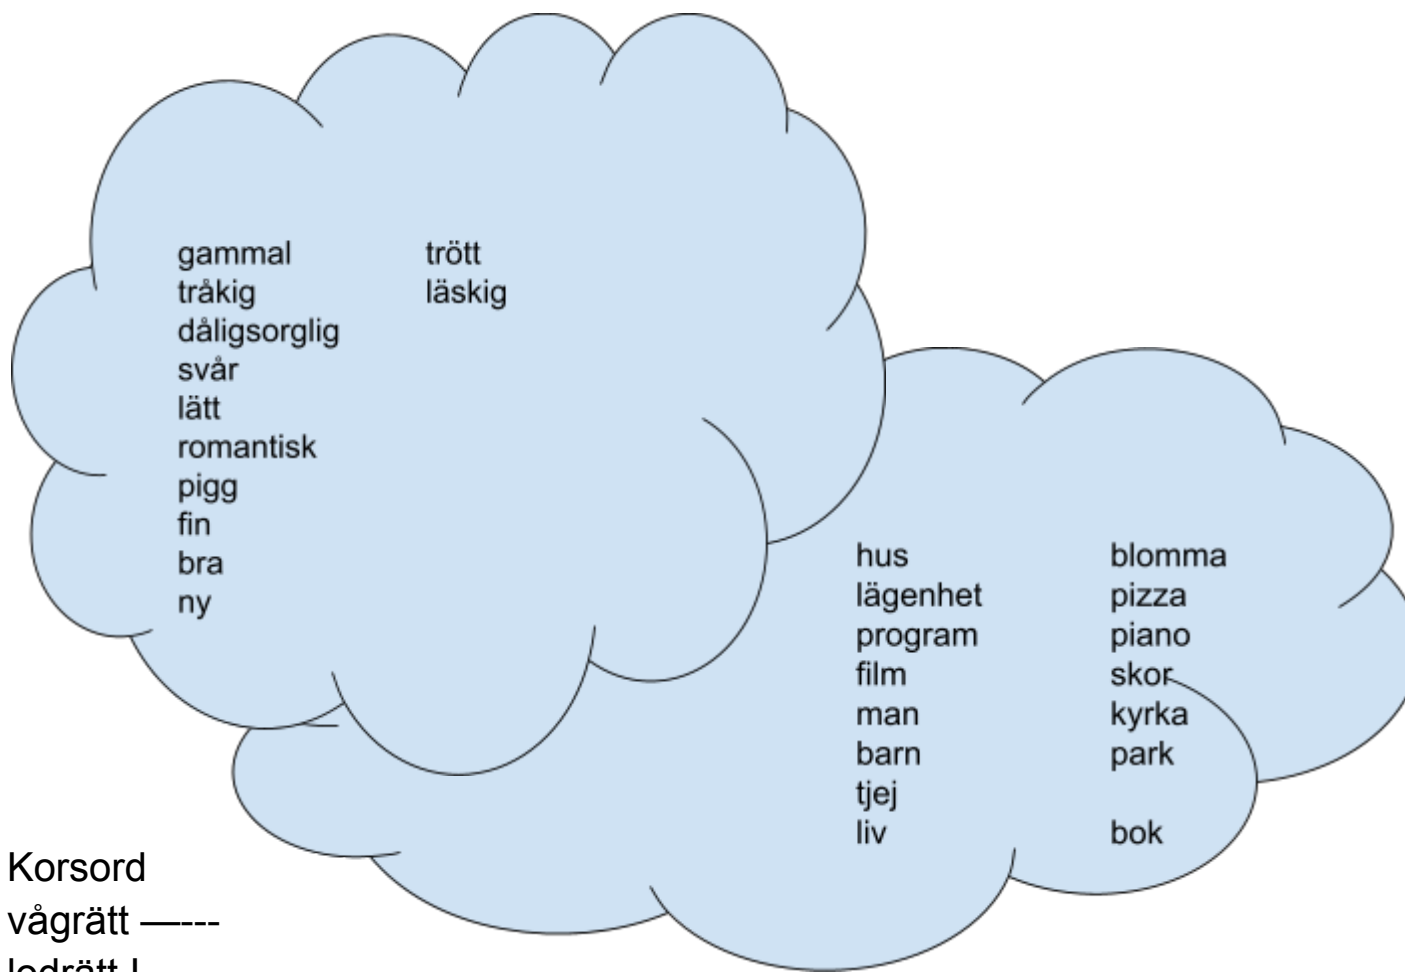 gammal
tråkig
dåligsorglig
svår
lätt
romantisk
pigg
fin
bra
ny
trött
läskig
hus
lägenhet
program
film
man
barn
tjej
liv
blomma
pizza
piano
skor
kyrka
park
bok
Korsord
vågrätt —---
lodrätt I